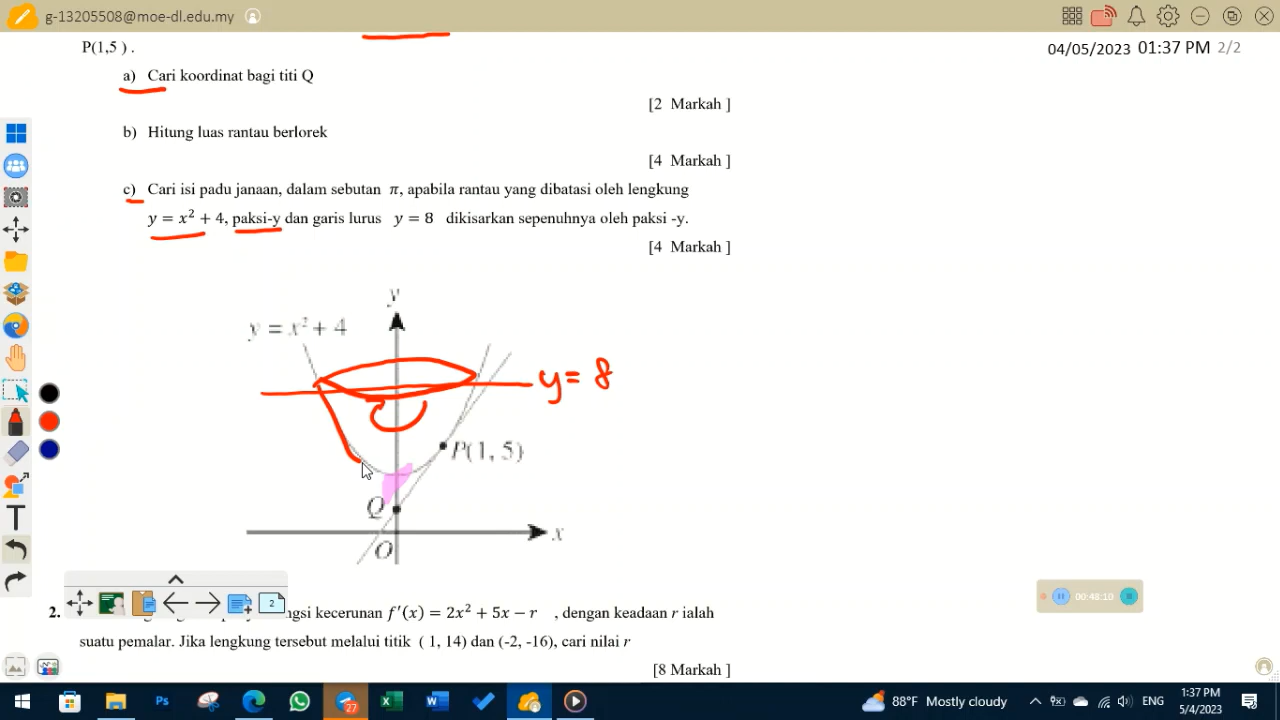 g-13205508@moe-dl.edu.my
04/05/2023 01:37 PM 2/2
P(1,5 ) .
a) Cari koordinat bagi titi Q
[2 Markah ]
b) Hitung luas rantau berlorek
[4 Markah ]
c) Cari isi padu janaan, dalam sebutan π, apabila rantau yang dibatasi oleh lengkung
y = x² + 4, paksi-y dan garis lurus y = 8 dikisarkan sepenuhnya oleh paksi -y.
[4 Markah ]
y
y = x² + 4
y = 8
P(1, 5)
Q
x
O
2
2. ngsi kecerunan f′(x) = 2x² + 5x − r , dengan keadaan r ialah
suatu pemalar. Jika lengkung tersebut melalui titik ( 1, 14) dan (-2, -16), cari nilai r
[8 Markah ]
00:48:10
T
Ps
27
X
W
88°F Mostly cloudy
ENG
1:37 PM
5/4/2023